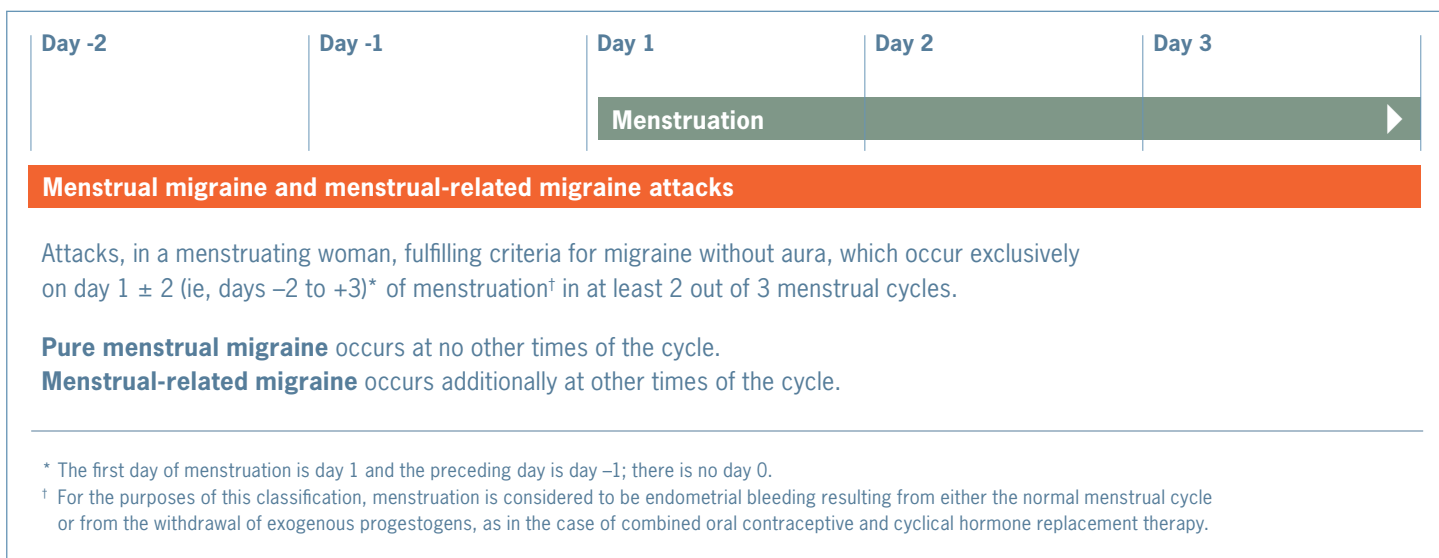 Day -2 Day -1 Day 1 Day 2 Day 3
Menstruation
Menstrual migraine and menstrual-related migraine attacks
Attacks, in a menstruating woman, fulfilling criteria for migraine without aura, which occur exclusively
on day 1 ± 2 (ie, days –2 to +3)* of menstruation† in at least 2 out of 3 menstrual cycles.
Pure menstrual migraine occurs at no other times of the cycle.
Menstrual-related migraine occurs additionally at other times of the cycle.
* The first day of menstruation is day 1 and the preceding day is day –1; there is no day 0.
† For the purposes of this classification, menstruation is considered to be endometrial bleeding resulting from either the normal menstrual cycle
or from the withdrawal of exogenous progestogens, as in the case of combined oral contraceptive and cyclical hormone replacement therapy.